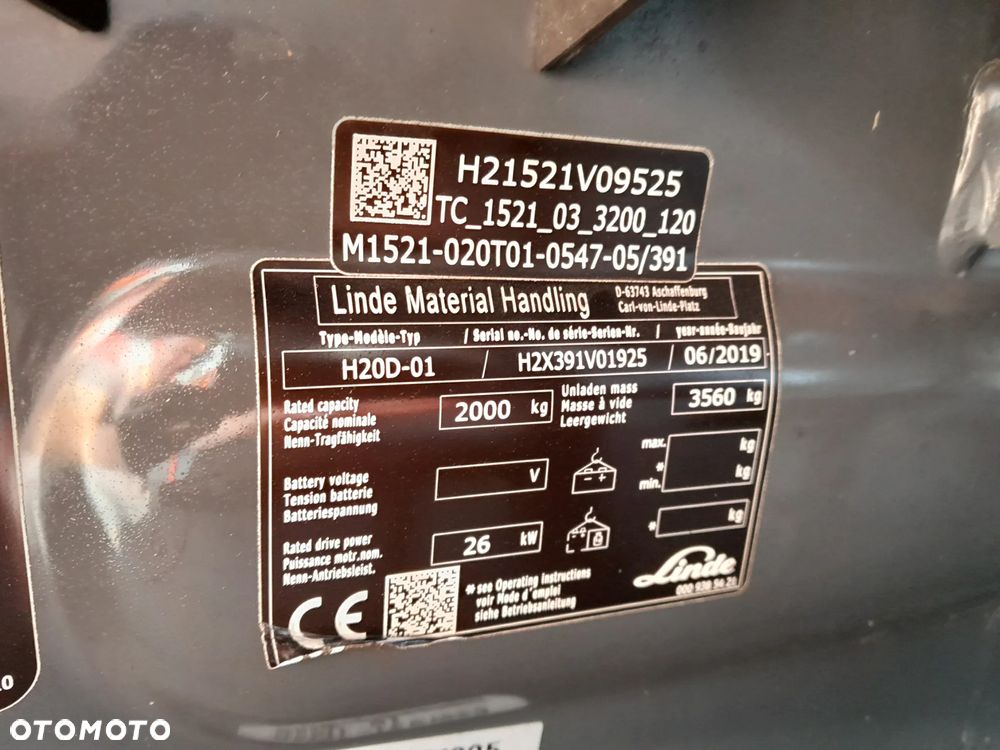 H21521V09525
TC_1521_03_3200_120
M1521-020T01-0547-05/391
Linde Material Handling
D-63743 Aschaffenburg
Carl-von-Linde-Platz
Type-Modèle-Typ / Serial no.-No. de série-Serien-Nr. / year-année-Baujahr
H20D-01 / H2X391V01925 / 06/2019
Rated capacity
Capacité nominale
Nenn-Tragfähigkeit
2000 kg
Unladen mass
Masse à vide
Leergewicht
3560 kg
Battery voltage
Tension batterie
Batteriespannung
V
max. kg
*
min. kg
Rated drive power
Puissance motr.nom.
Nenn-Antriebsleist.
26 kW
* kg
CE
* see Operating instructions
voir Mode d'emploi
siehe Betriebsanleitung
Linde
OTOMOTO